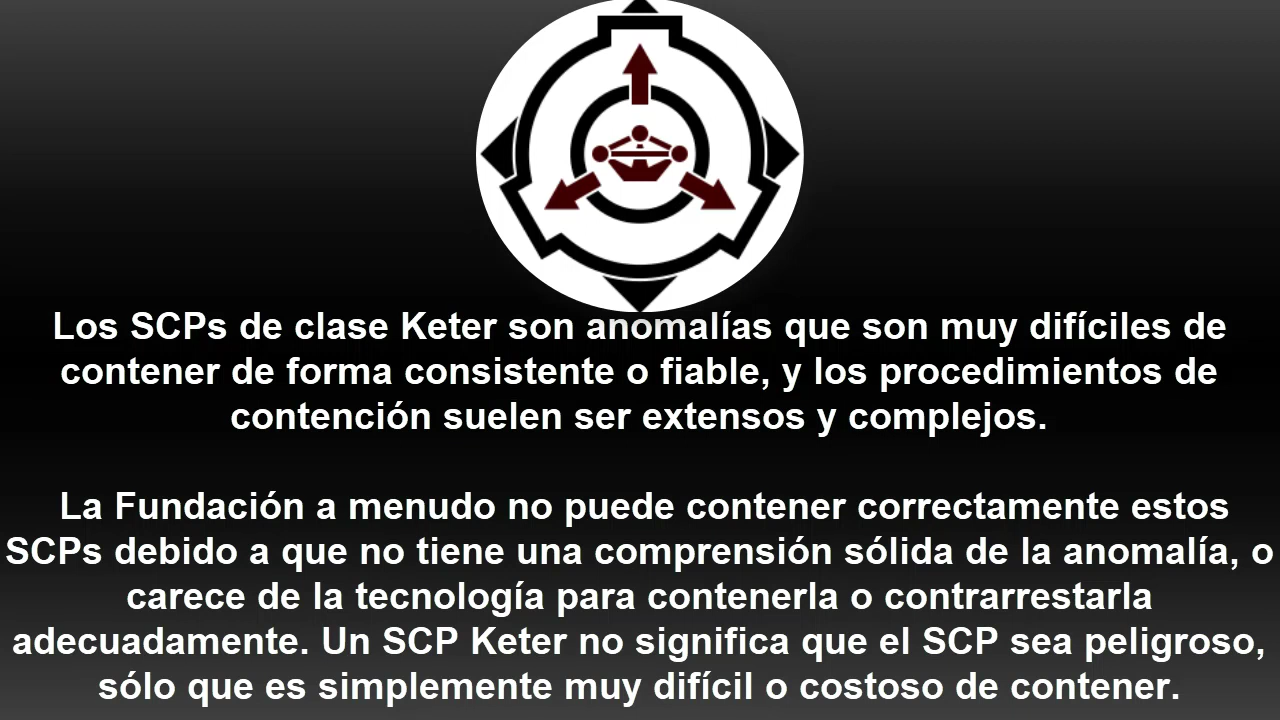 Los SCPs de clase Keter son anomalías que son muy difíciles de
contener de forma consistente o fiable, y los procedimientos de
contención suelen ser extensos y complejos.
La Fundación a menudo no puede contener correctamente estos
SCPs debido a que no tiene una comprensión sólida de la anomalía, o
carece de la tecnología para contenerla o contrarrestarla
adecuadamente. Un SCP Keter no significa que el SCP sea peligroso,
sólo que es simplemente muy difícil o costoso de contener.